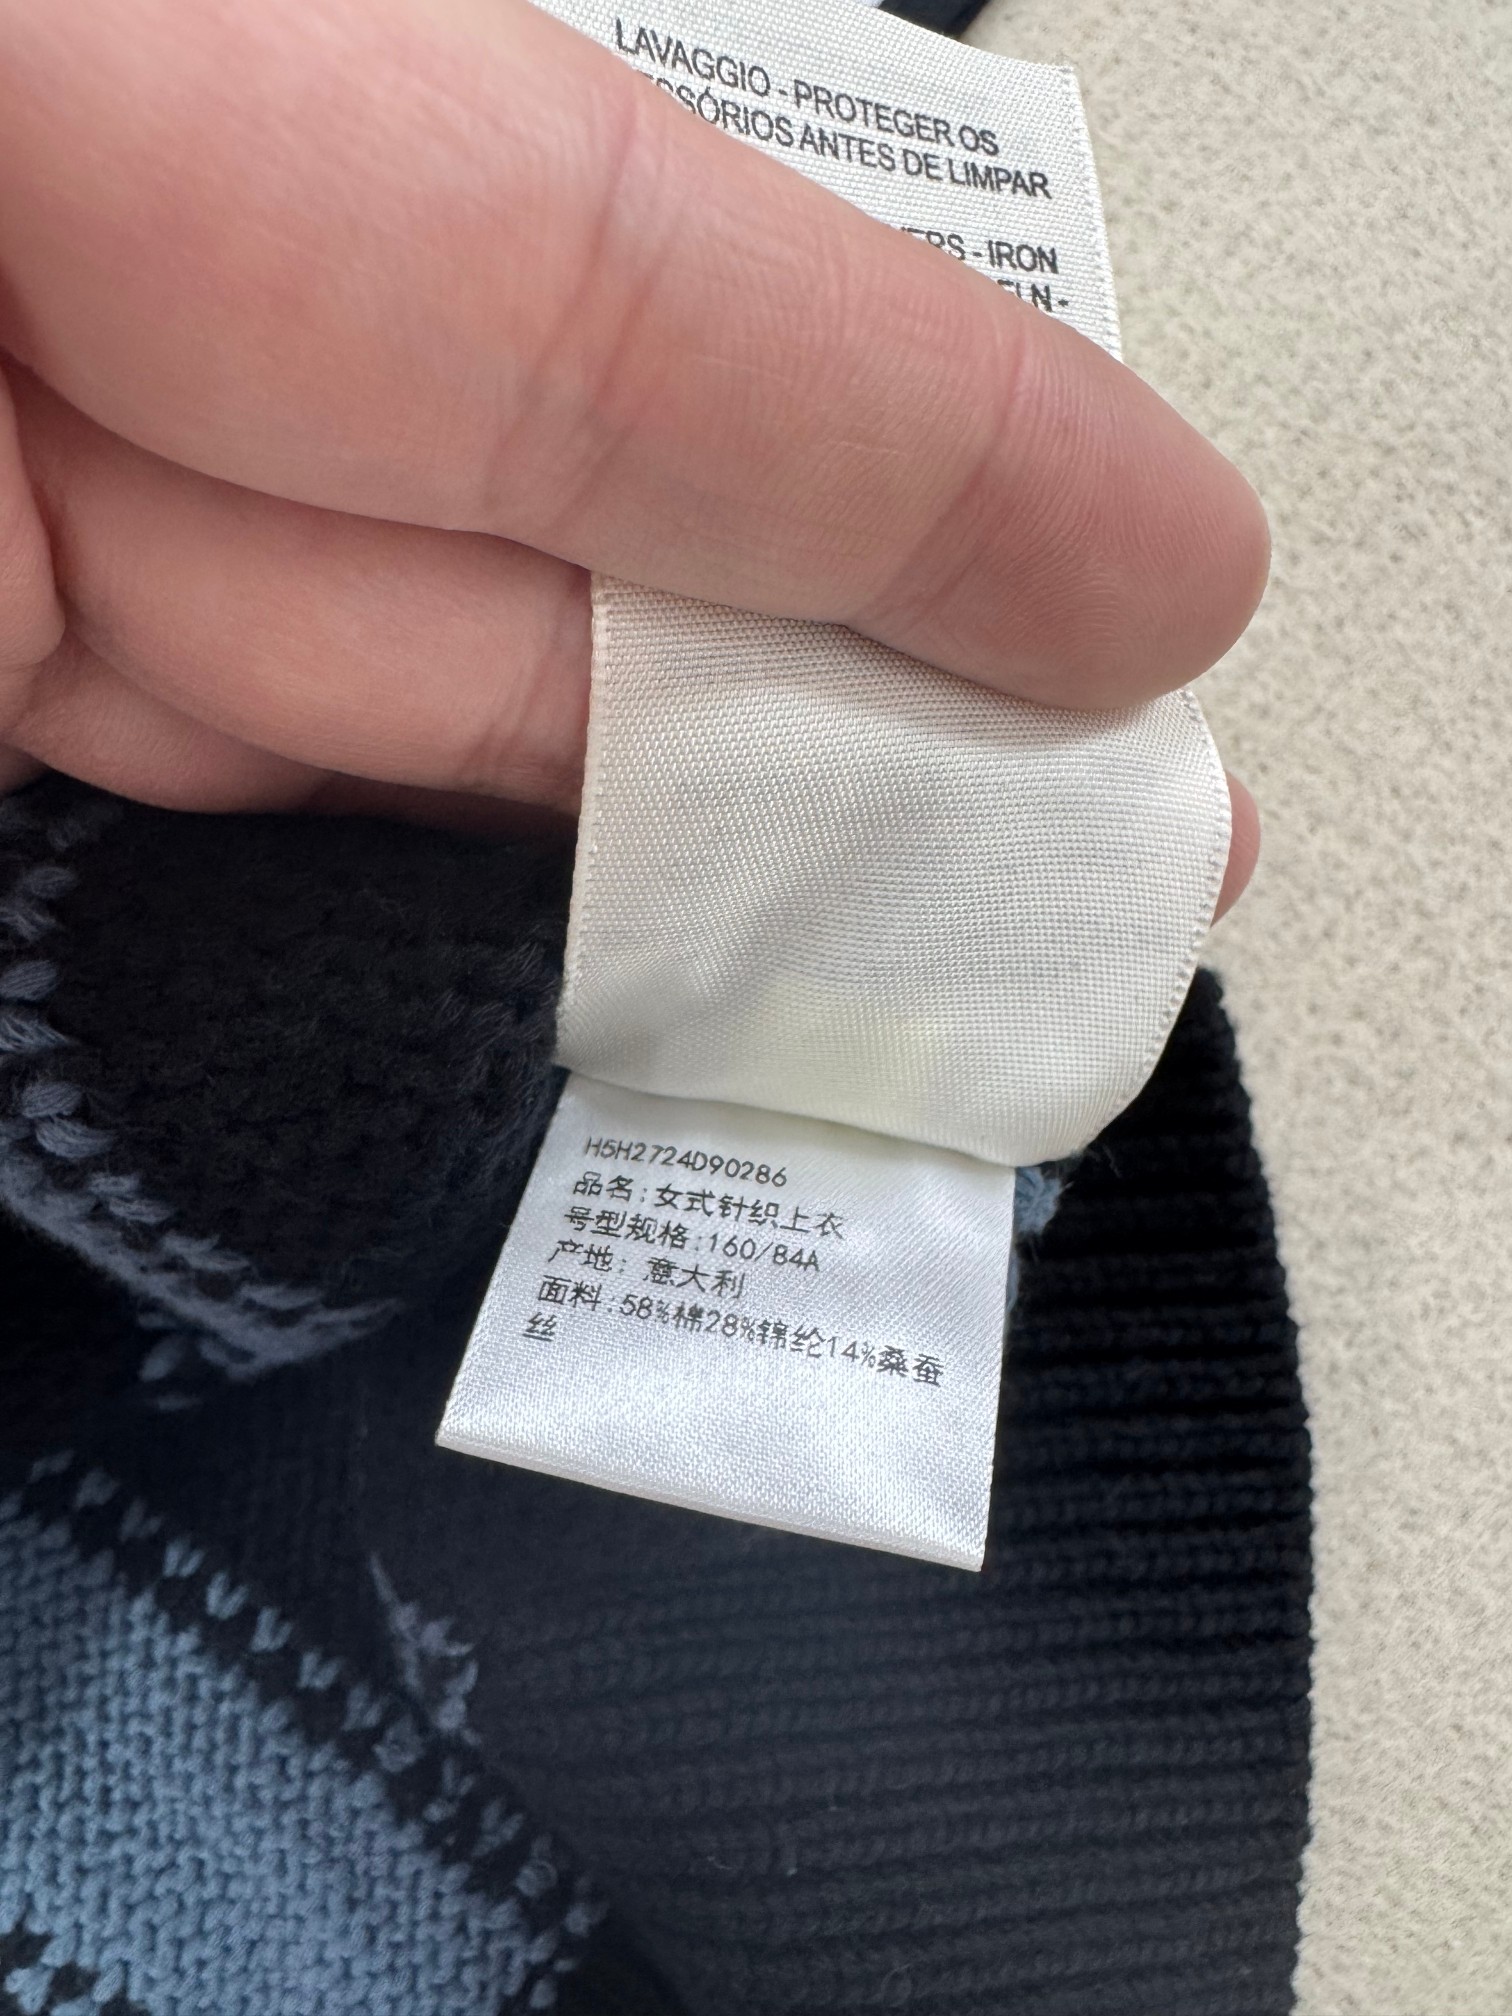 LAVAGGIO - PROTEGER OS
ANTES DE LIMPAR
- IRON
H5H2724D90286
品名:女式针织上衣
号型规格:160/84A
产地: 意大利
面料:58%棉28%锦纶14%桑蚕
丝